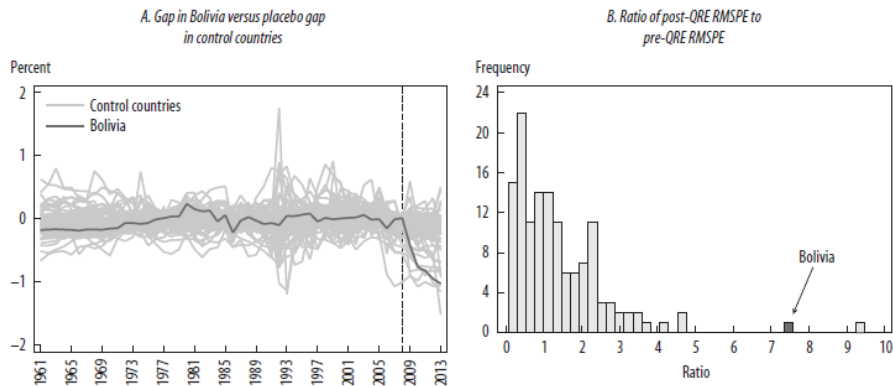 A. Gap in Bolivia versus placebo gap
in control countries
Percent
2
1
0
−1
−2
Control countries
Bolivia
1961
1965
1969
1973
1977
1981
1985
1989
1993
1997
2001
2005
2009
2013
B. Ratio of post-QRE RMSPE to
pre-QRE RMSPE
Frequency
24
20
16
12
8
4
0
Bolivia
0 1 2 3 4 5 6 7 8 9 10
Ratio